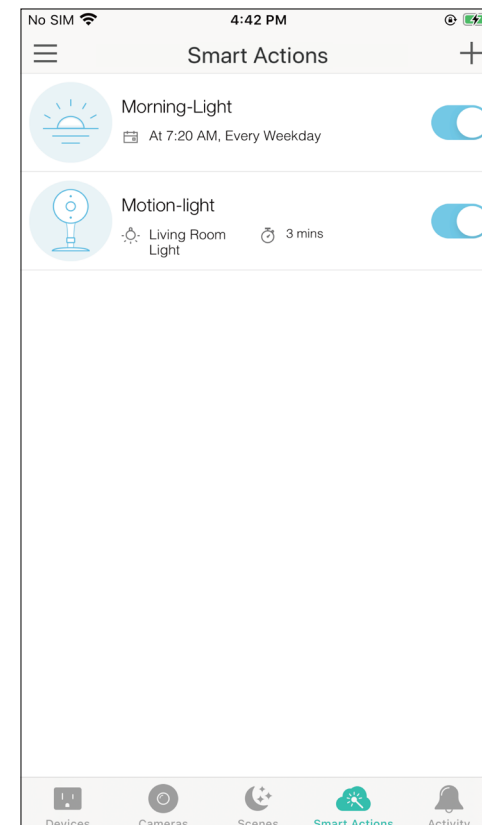 No SIM 4:42 PM
Smart Actions
Morning-Light
At 7:20 AM, Every Weekday
Motion-light
Living Room 3 mins
Light
Devices Cameras Scenes Smart Actions Activity